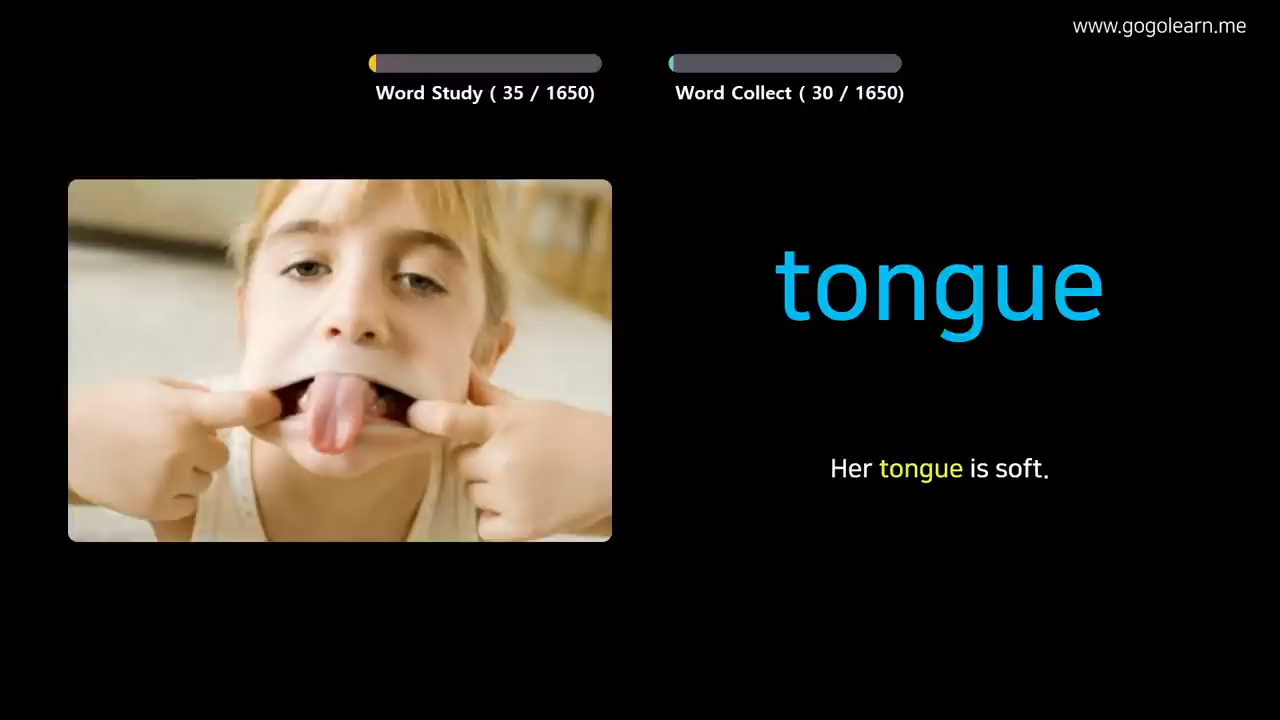 www.gogolearn.me
Word Study ( 35 / 1650)
Word Collect ( 30 / 1650)
tongue
Her tongue is soft.